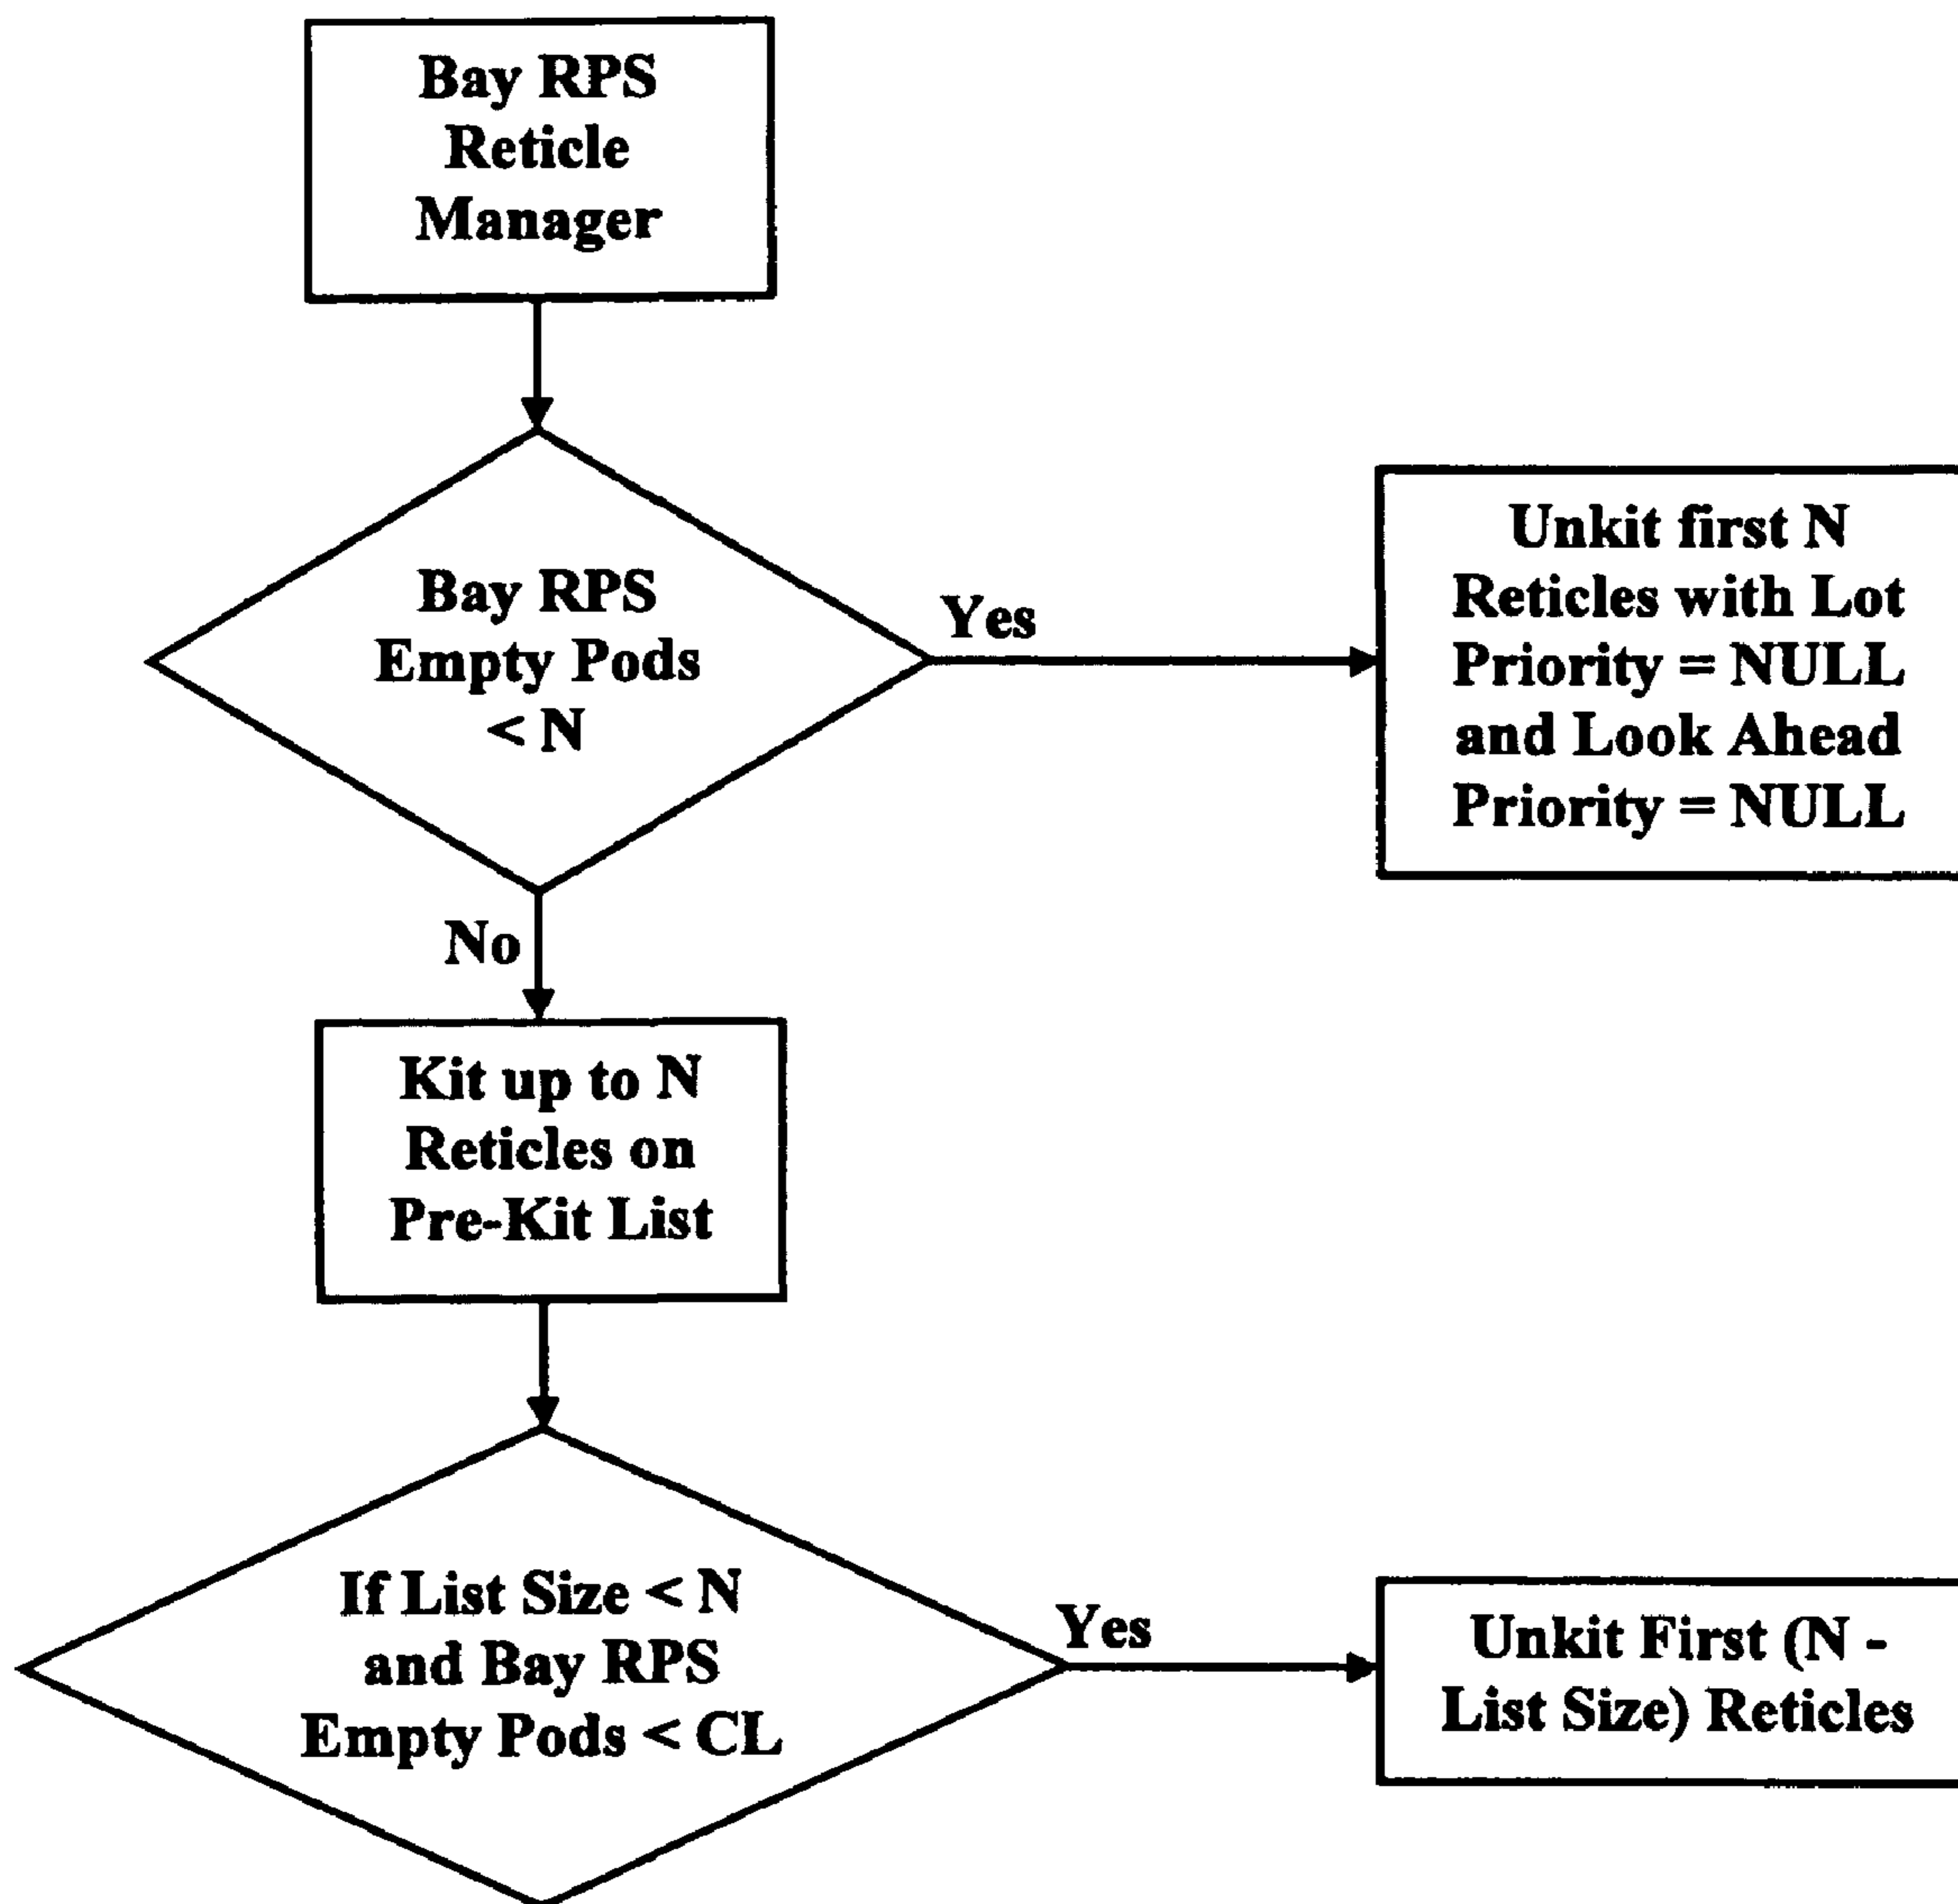 Bay RPS
Reticle
Manager
Bay RPS
Empty Pods
< N
Yes
Unkit first N
Reticles with Lot
Priority = NULL
and Look Ahead
Priority = NULL
No
Kit up to N
Reticles on
Pre-Kit List
If List Size < N
and Bay RPS
Empty Pods < CL
Yes
Unkit First (N -
List Size) Reticles